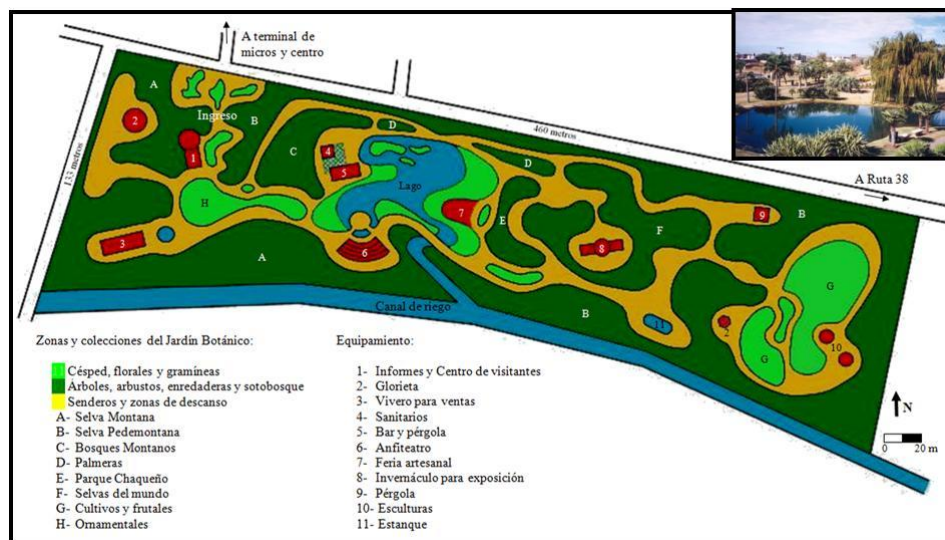 A terminal de
micros y centro
A
2
Ingreso
B
1
C
4
5
D
460 metros
D
A Ruta 38
133 metros
Lago
H
7
E
9
B
F
8
3
A
6
G
Canal de riego
B
11
2
10
G
N
20 m
Zonas y colecciones del Jardín Botánico:
Césped, florales y gramíneas
Árboles, arbustos, enredaderas y sotobosque
Senderos y zonas de descanso
A- Selva Montana
B- Selva Pedemontana
C- Bosques Montanos
D- Palmeras
E- Parque Chaqueño
F- Selvas del mundo
G- Cultivos y frutales
H- Ornamentales
Equipamiento:
1- Informes y Centro de visitantes
2- Glorieta
3- Vivero para ventas
4- Sanitarios
5- Bar y pérgola
6- Anfiteatro
7- Feria artesanal
8- Invernáculo para exposición
9- Pérgola
10- Esculturas
11- Estanque